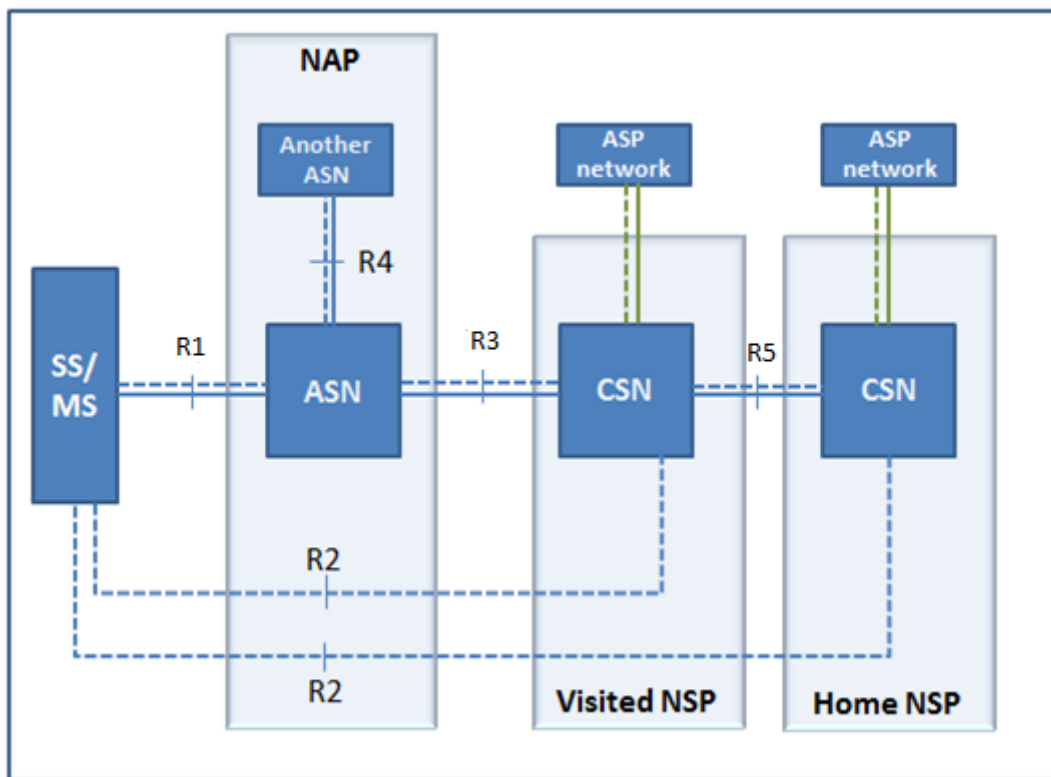 NAP
Another
ASN
ASP
network
ASP
network
R4
SS/
MS
R1
ASN
R3
CSN
R5
CSN
R2
R2
Visited NSP
Home NSP